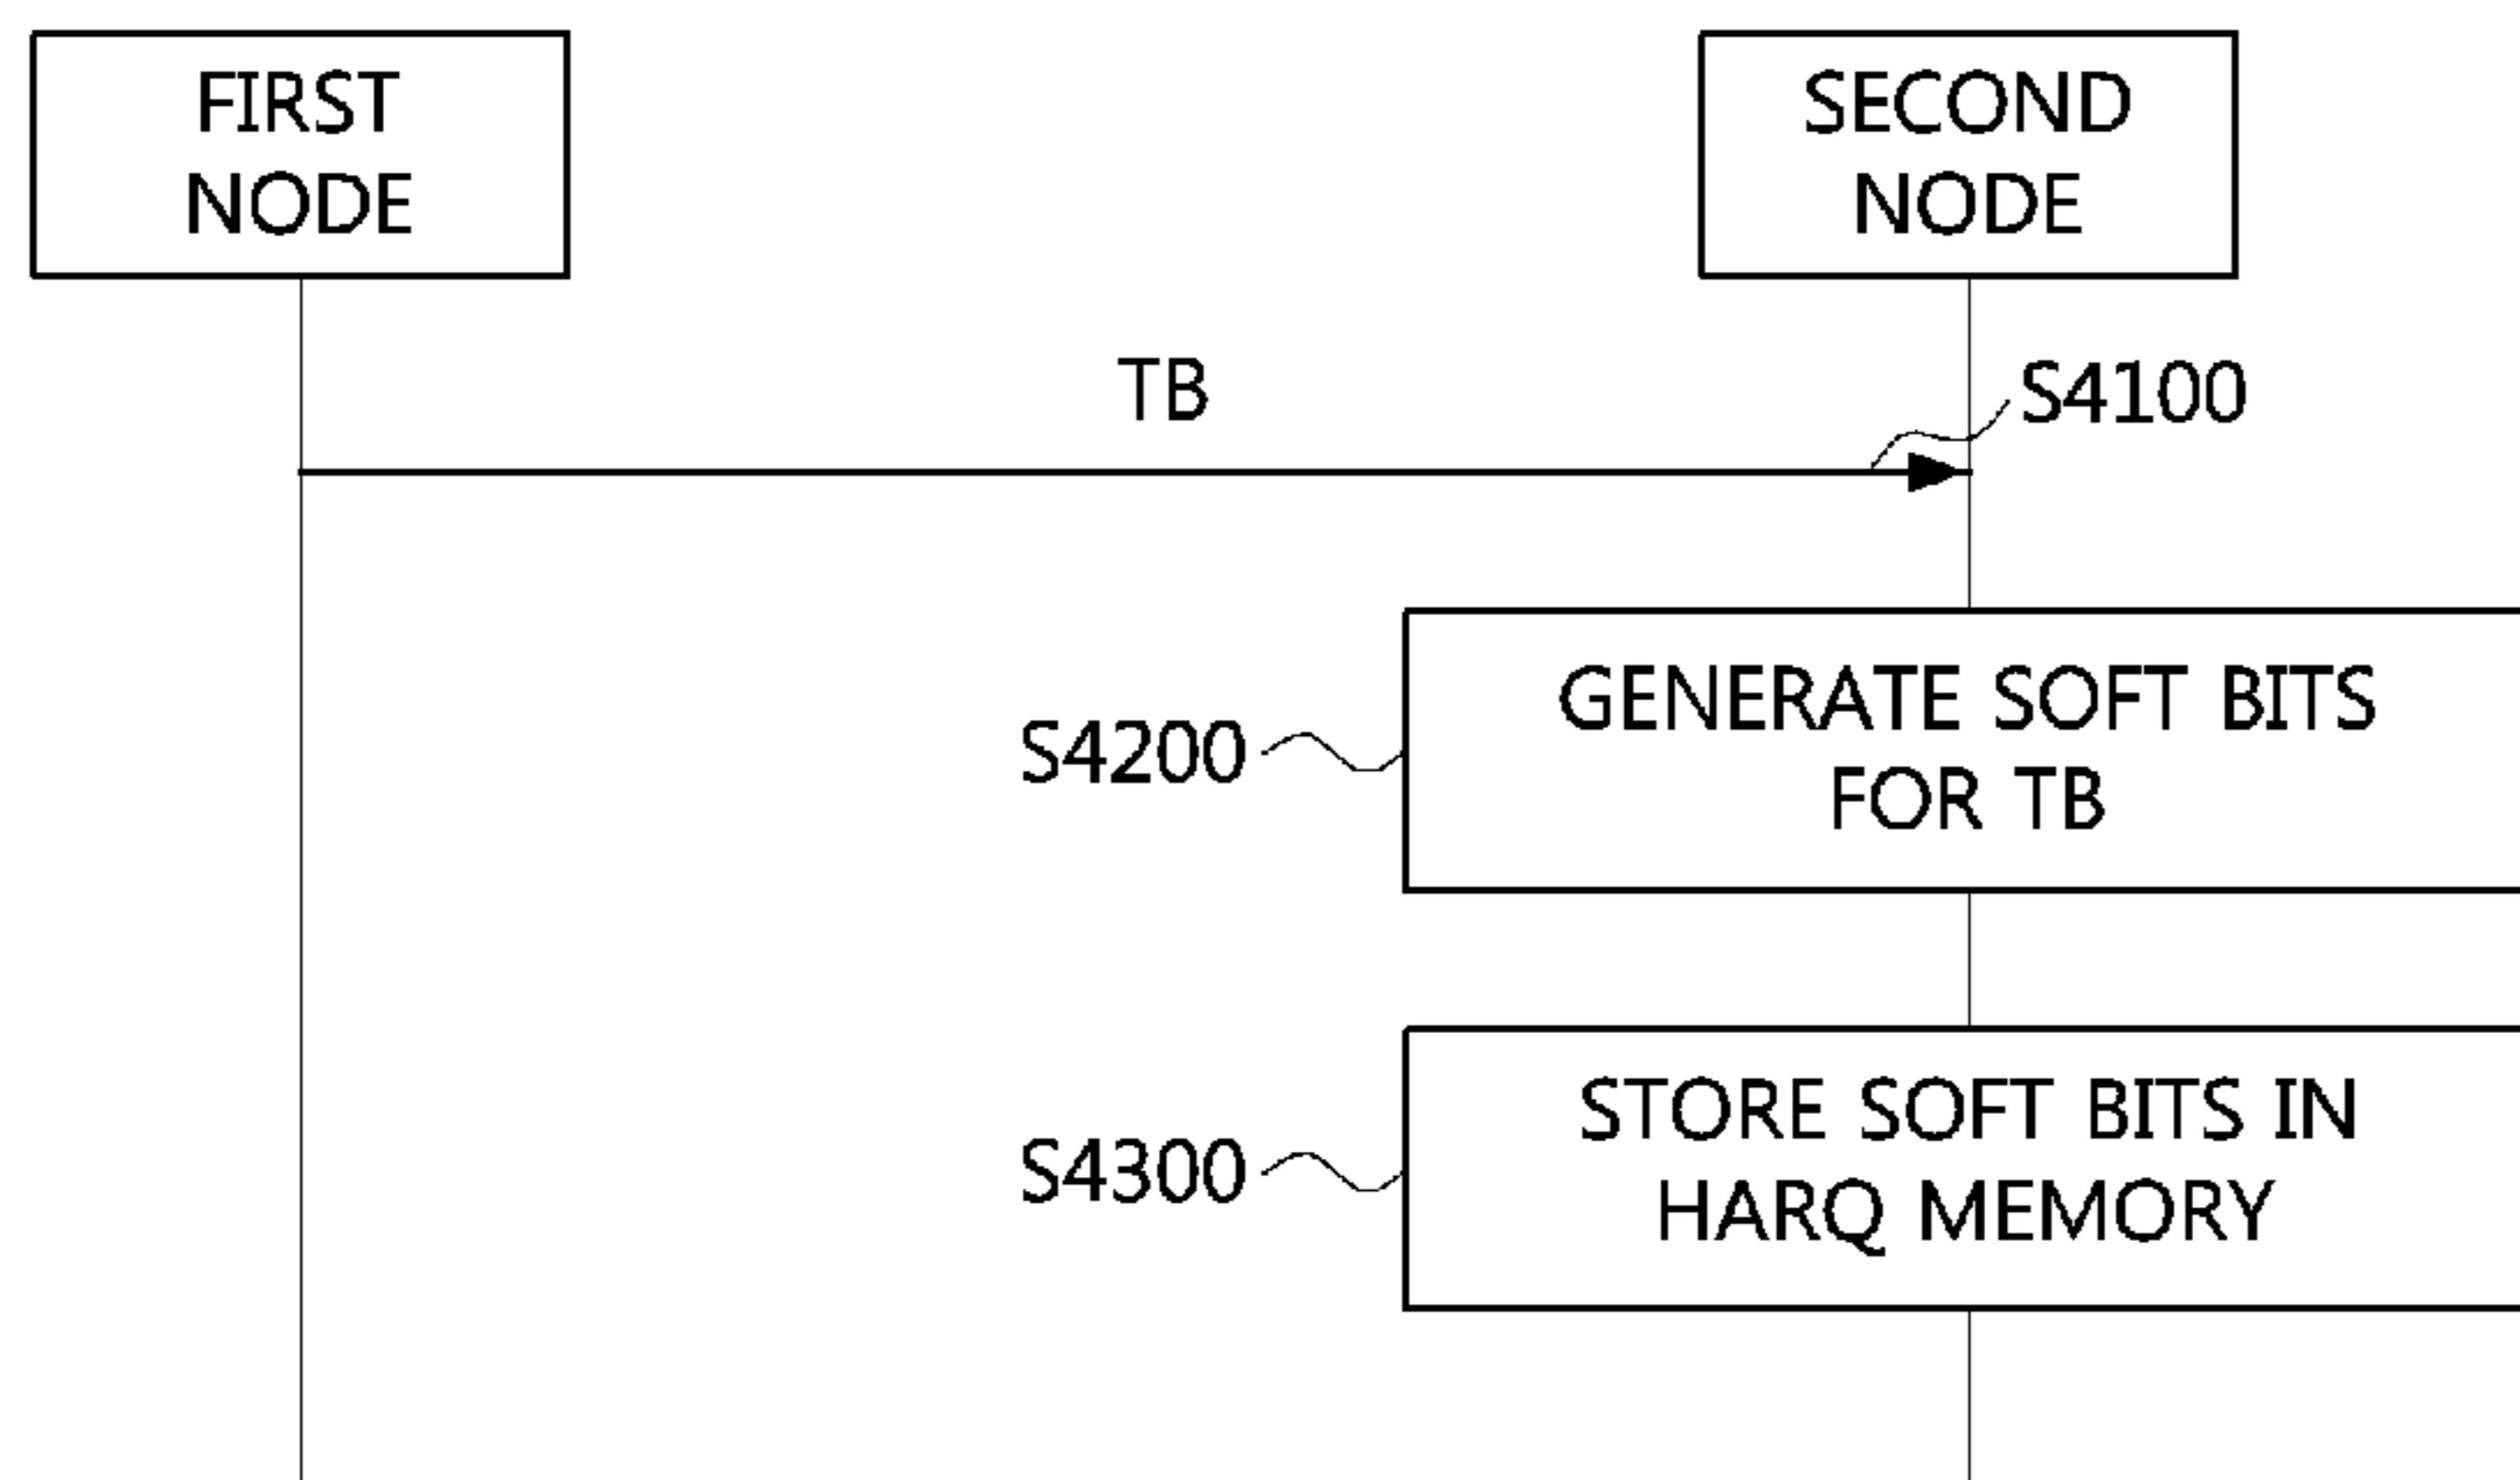 FIRST
NODE
SECOND
NODE
TB
S4100
GENERATE SOFT BITS
FOR TB
S4200
STORE SOFT BITS IN
HARQ MEMORY
S4300